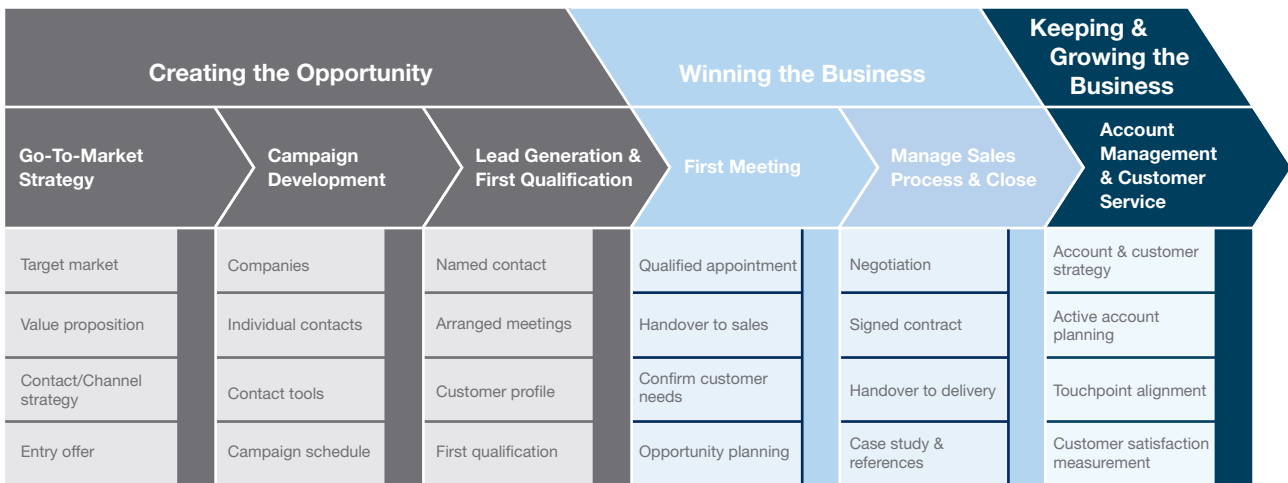 Creating the Opportunity
Winning the Business
Keeping &
Growing the
Business
Go-To-Market
Strategy
Campaign
Development
Lead Generation &
First Qualification
First Meeting
Manage Sales
Process & Close
Account
Management
& Customer
Service
Target market
Value proposition
Contact/Channel
strategy
Entry offer
Companies
Individual contacts
Contact tools
Campaign schedule
Named contact
Arranged meetings
Customer profile
First qualification
Qualified appointment
Handover to sales
Confirm customer
needs
Opportunity planning
Negotiation
Signed contract
Handover to delivery
Case study &
references
Account & customer
strategy
Active account
planning
Touchpoint alignment
Customer satisfaction
measurement